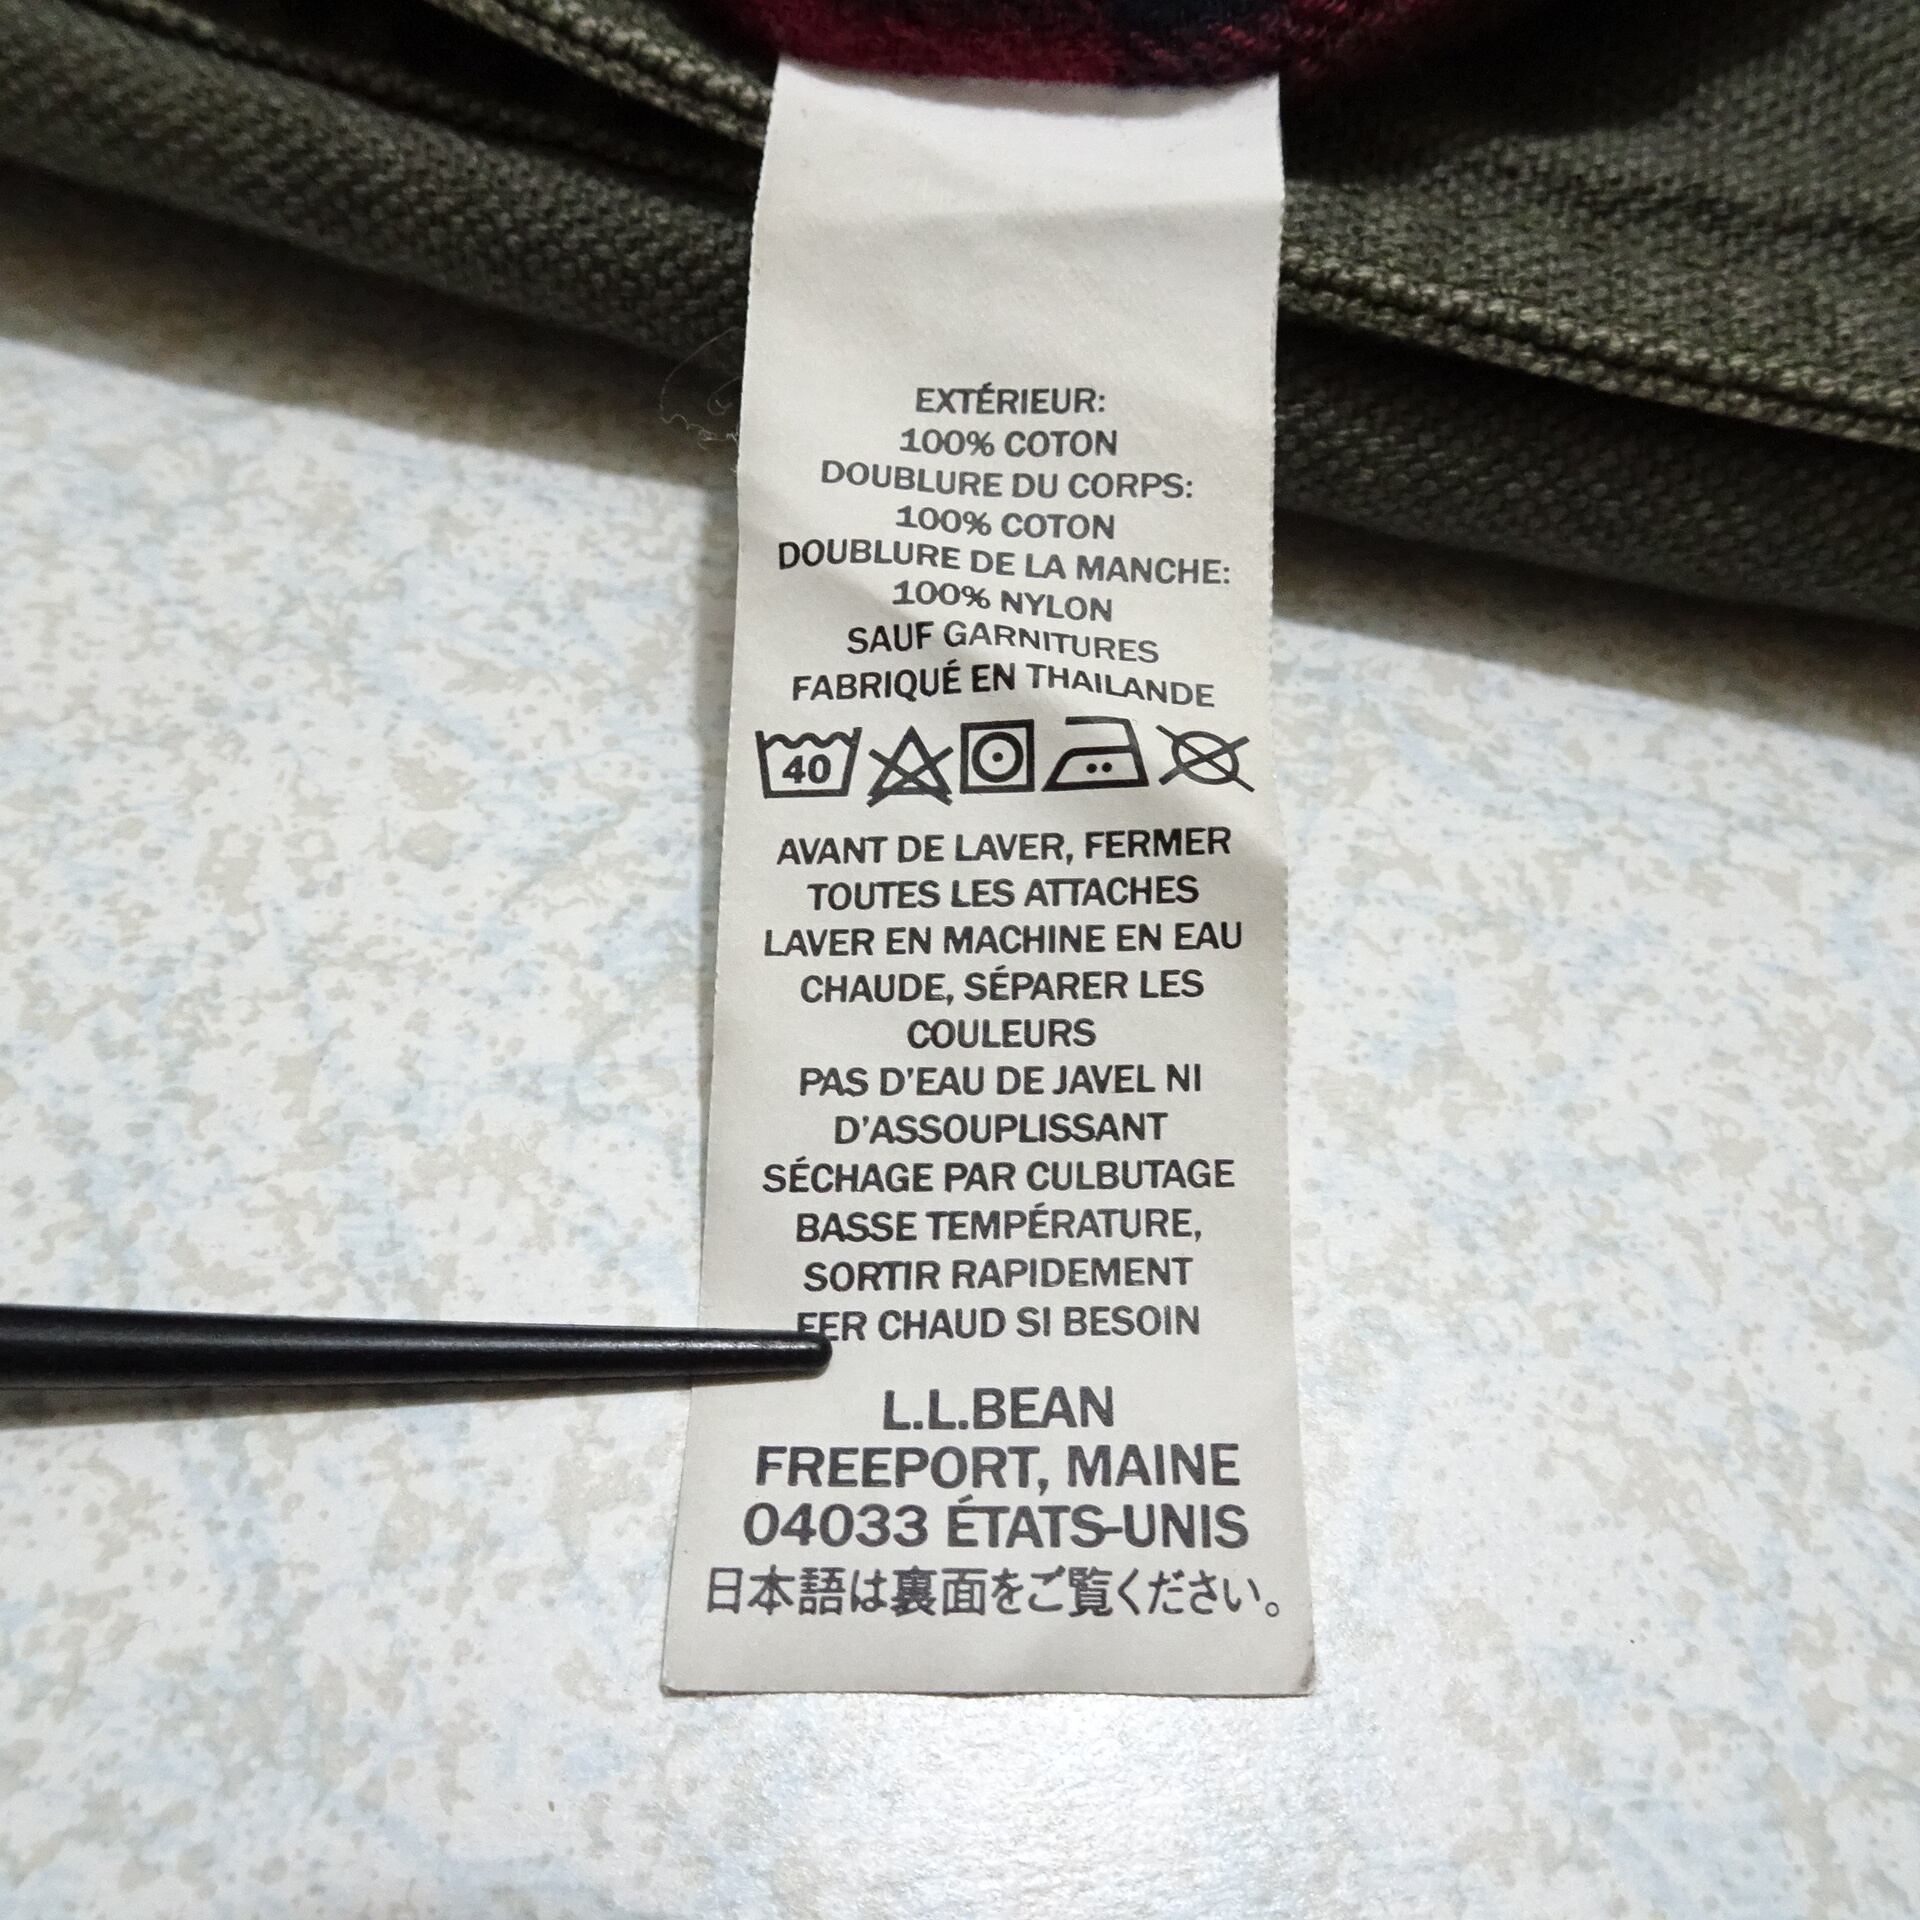 EXTÉRIEUR:
100% COTON
DOUBLURE DU CORPS:
100% COTON
DOUBLURE DE LA MANCHE:
100% NYLON
SAUF GARNITURES
FABRIQUÉ EN THAILANDE
40
AVANT DE LAVER, FERMER
TOUTES LES ATTACHES
LAVER EN MACHINE EN EAU
CHAUDE, SÉPARER LES
COULEURS
PAS D'EAU DE JAVEL NI
D'ASSOUPLISSANT
SÉCHAGE PAR CULBUTAGE
BASSE TEMPÉRATURE,
SORTIR RAPIDEMENT
FER CHAUD SI BESOIN
L.L.BEAN
FREEPORT, MAINE
04033 ÉTATS-UNIS
日本語は裏面をご覧ください。